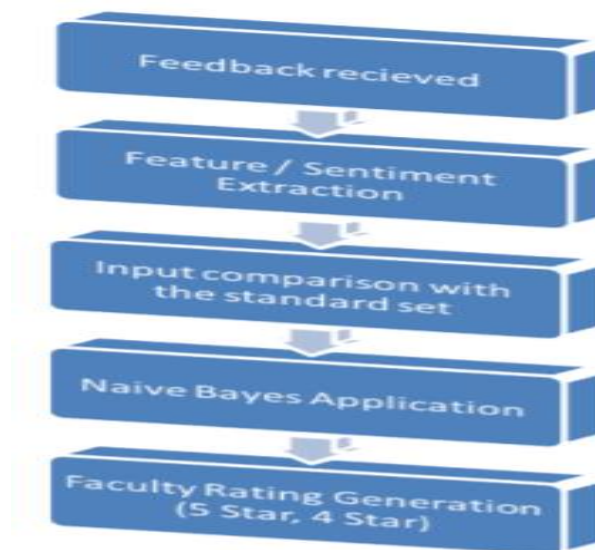 Feedback recieved
Feature / Sentiment
Extraction
Input comparison with
the standard set
Naive Bayes Application
Faculty Rating Generation
(5 Star, 4 Star)